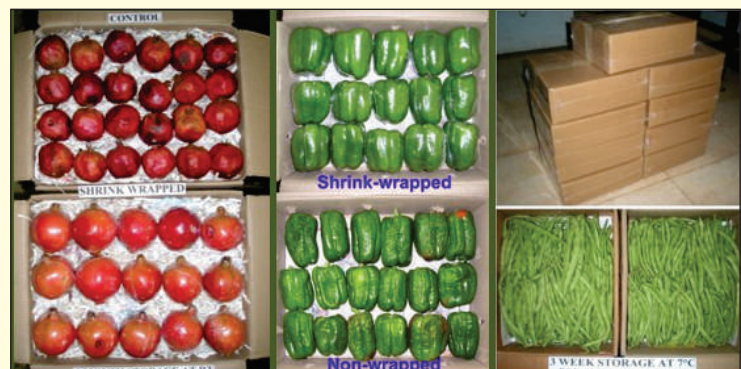 CONTROL
SHRINK WRAPPED
Shrink-wrapped
Non-wrapped
3 WEEK STORAGE AT 7°C